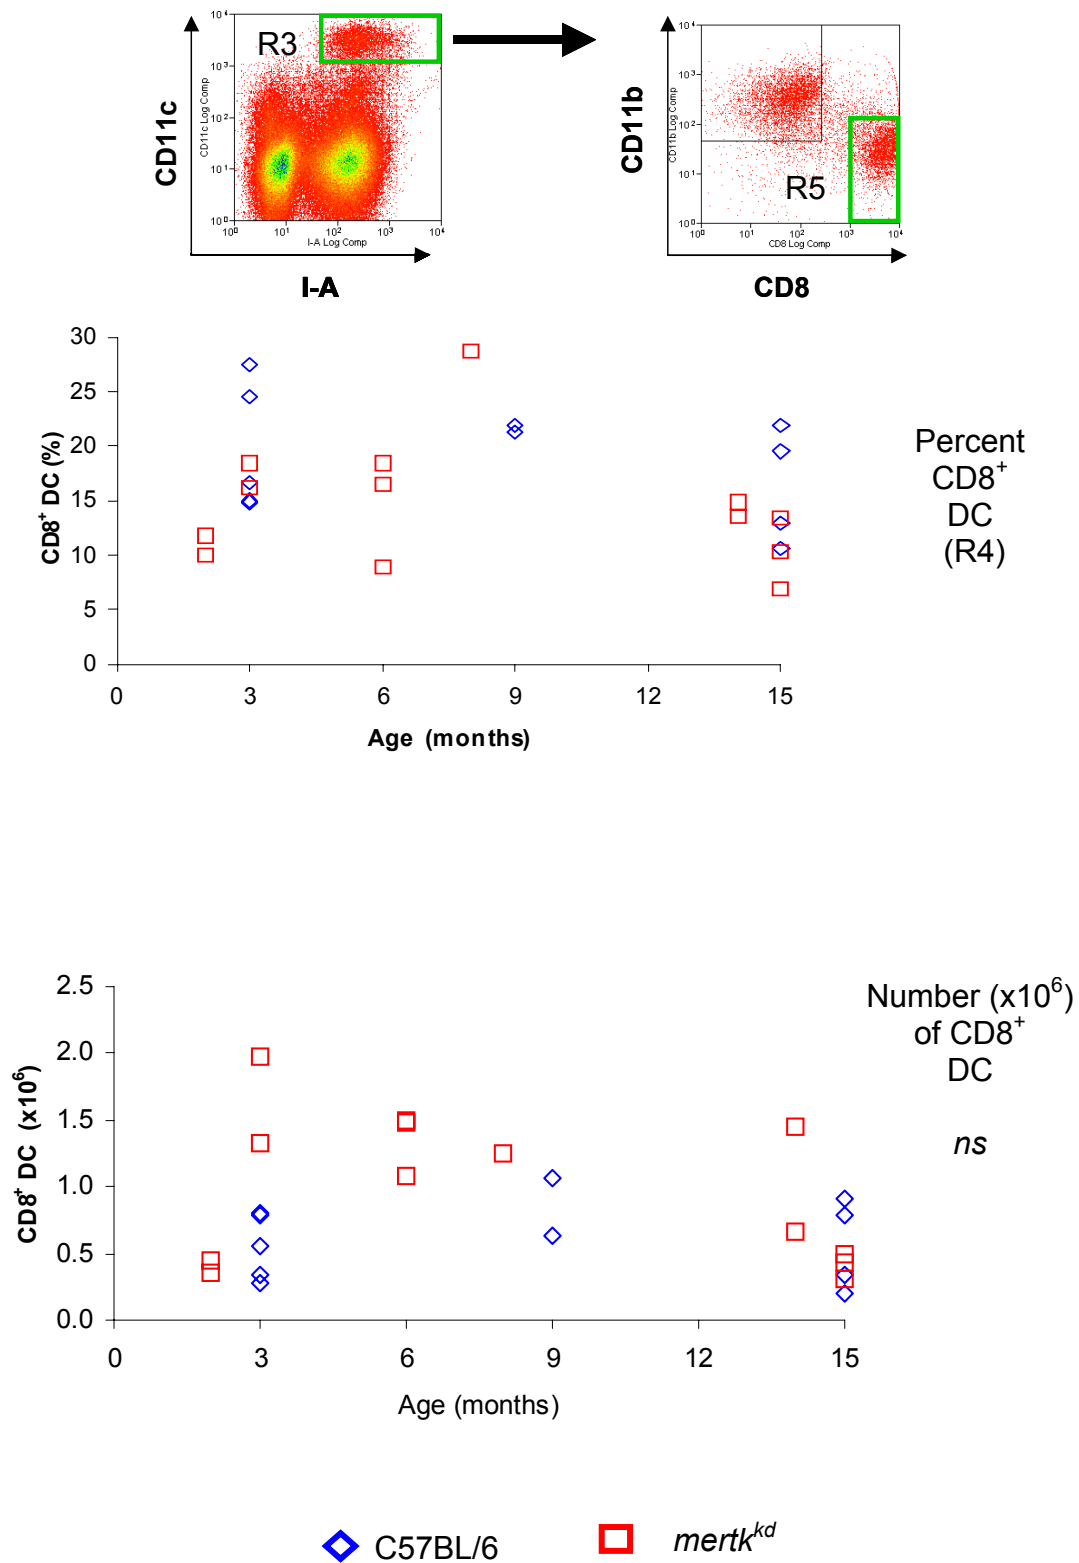 CD11c
CD11c Log Comp
10⁴
10³
10²
10¹
10⁰
R3
10⁰ 10¹ 10² 10³ 10⁴
I-A Log Comp
I-A
CD11b
CD11b Log Comp
10⁴
10³
10²
10¹
10⁰
R5
10⁰ 10¹ 10² 10³ 10⁴
CD8 Log Comp
CD8
CD8⁺ DC (%)
30
25
20
15
10
5
0
0 3 6 9 12 15
Age (months)
Percent
CD8⁺
DC
(R4)
CD8⁺ DC (x10⁶)
2.5
2.0
1.5
1.0
0.5
0.0
0 3 6 9 12 15
Age (months)
Number (x10⁶)
of CD8⁺
DC
ns
C57BL/6
mertkᵏᵈ